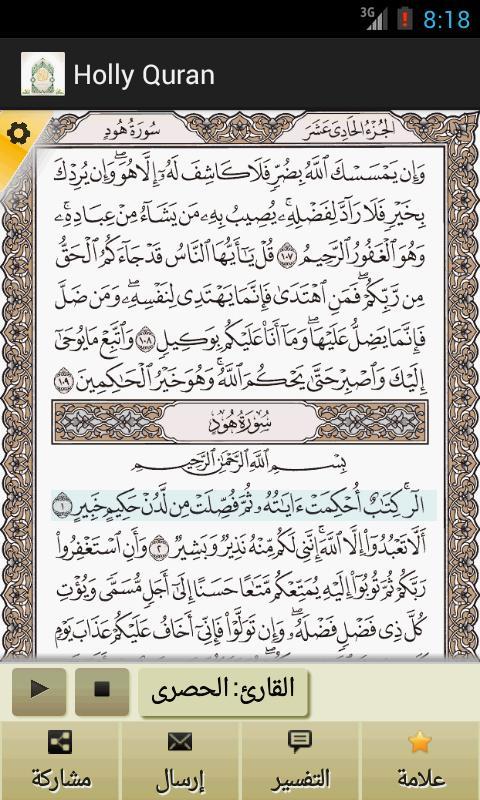 3G 8:18
Holly Quran
الجزء الحادي عشر
سورة هود
وَإِن يَمْسَسْكَ ٱللَّهُ بِضُرٍّ فَلَا كَاشِفَ لَهُۥٓ إِلَّا هُوَ ۖ وَإِن يُرِدْكَ
بِخَيْرٍ فَلَا رَآدَّ لِفَضْلِهِۦ ۚ يُصِيبُ بِهِۦ مَن يَشَآءُ مِنْ عِبَادِهِۦ ۚ
وَهُوَ ٱلْغَفُورُ ٱلرَّحِيمُ ١٠٧ قُلْ يَٰٓأَيُّهَا ٱلنَّاسُ قَدْ جَآءَكُمُ ٱلْحَقُّ
مِن رَّبِّكُمْ ۖ فَمَنِ ٱهْتَدَىٰ فَإِنَّمَا يَهْتَدِى لِنَفْسِهِۦ ۖ وَمَن ضَلَّ
فَإِنَّمَا يَضِلُّ عَلَيْهَا ۖ وَمَآ أَنَا۠ عَلَيْكُم بِوَكِيلٍ ١٠٨ وَٱتَّبِعْ مَا يُوحَىٰٓ
إِلَيْكَ وَٱصْبِرْ حَتَّىٰ يَحْكُمَ ٱللَّهُ ۚ وَهُوَ خَيْرُ ٱلْحَٰكِمِينَ ١٠٩
سُورَةُ هُودٍ
بِسْمِ ٱللَّهِ ٱلرَّحْمَٰنِ ٱلرَّحِيمِ
الٓر ۚ كِتَٰبٌ أُحْكِمَتْ ءَايَٰتُهُۥ ثُمَّ فُصِّلَتْ مِن لَّدُنْ حَكِيمٍ خَبِيرٍ ١
أَلَّا تَعْبُدُوٓا۟ إِلَّا ٱللَّهَ ۚ إِنَّنِى لَكُم مِّنْهُ نَذِيرٌ وَبَشِيرٌ ٢ وَأَنِ ٱسْتَغْفِرُوا۟
رَبَّكُمْ ثُمَّ تُوبُوٓا۟ إِلَيْهِ يُمَتِّعْكُم مَّتَٰعًا حَسَنًا إِلَىٰٓ أَجَلٍ مُّسَمًّى وَيُؤْتِ
كُلَّ ذِى فَضْلٍ فَضْلَهُۥ ۖ وَإِن تَوَلَّوْا۟ فَإِنِّىٓ أَخَافُ عَلَيْكُمْ عَذَابَ يَوْمٍ
القارئ: الحصرى
علامة
التفسير
إرسال
مشاركة